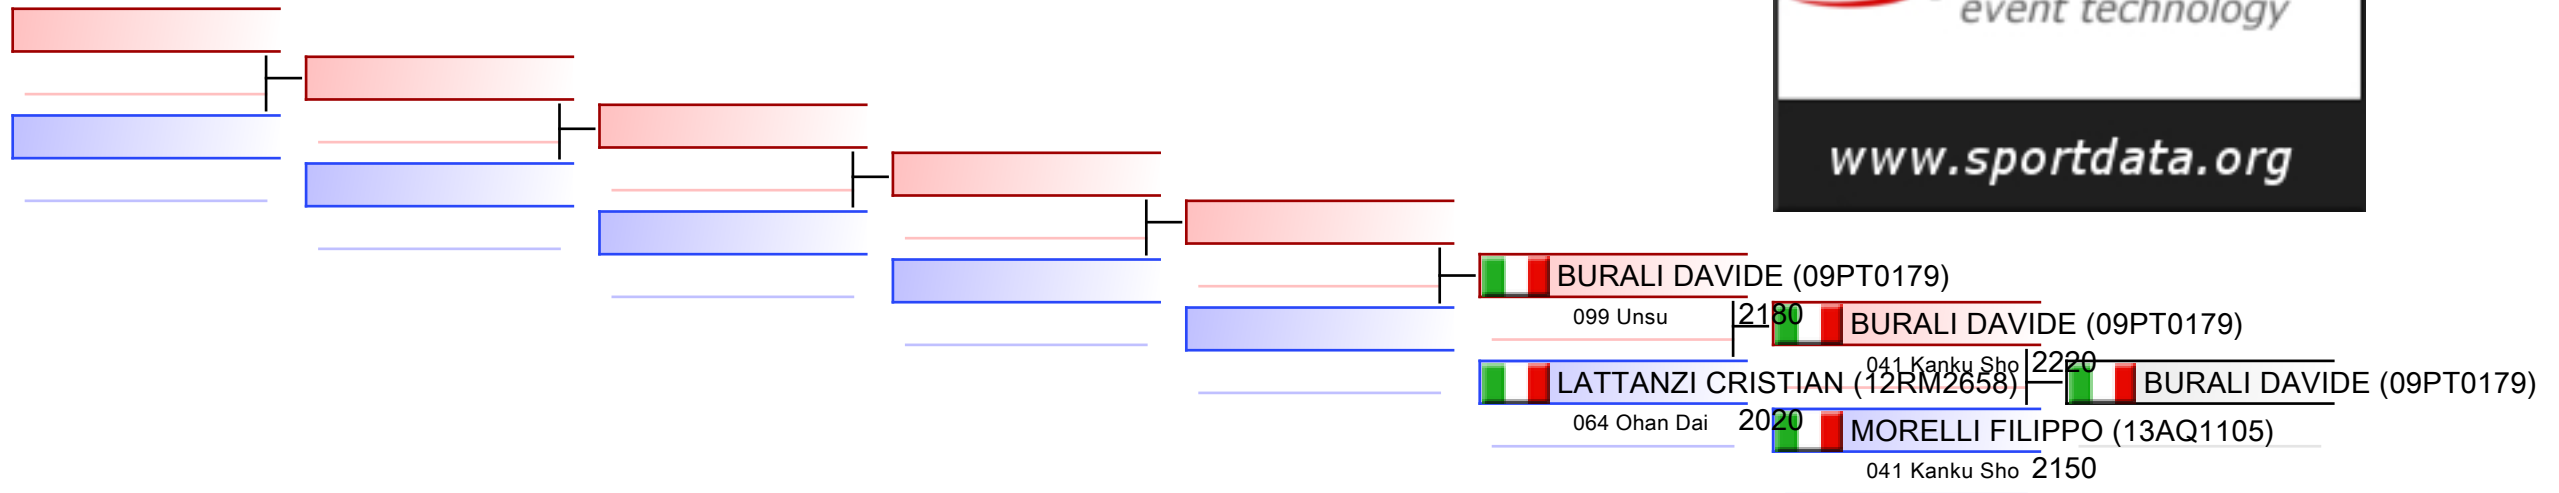 event technology
www.sportdata.org
BURALI DAVIDE (09PT0179)
099 Unsu 2180
BURALI DAVIDE (09PT0179)
041 Kanku Sho 2220
LATTANZI CRISTIAN (12RM2658)
BURALI DAVIDE (09PT0179)
064 Ohan Dai 2020
MORELLI FILIPPO (13AQ1105)
041 Kanku Sho 2150